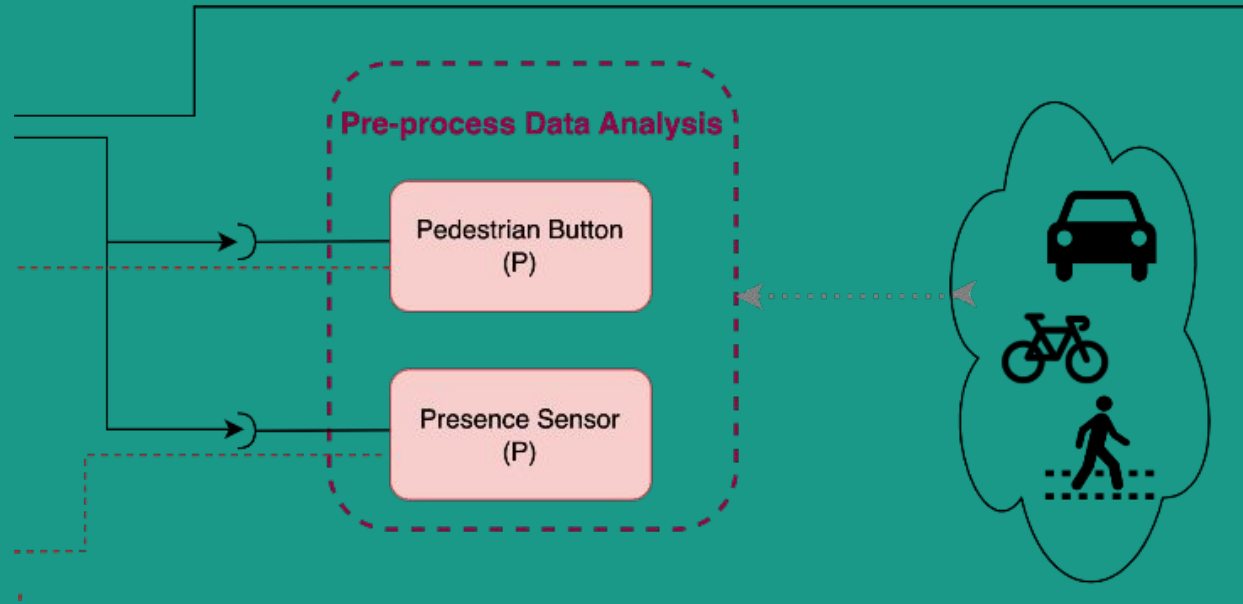 Pre-process Data Analysis
Pedestrian Button
(P)
Presence Sensor
(P)